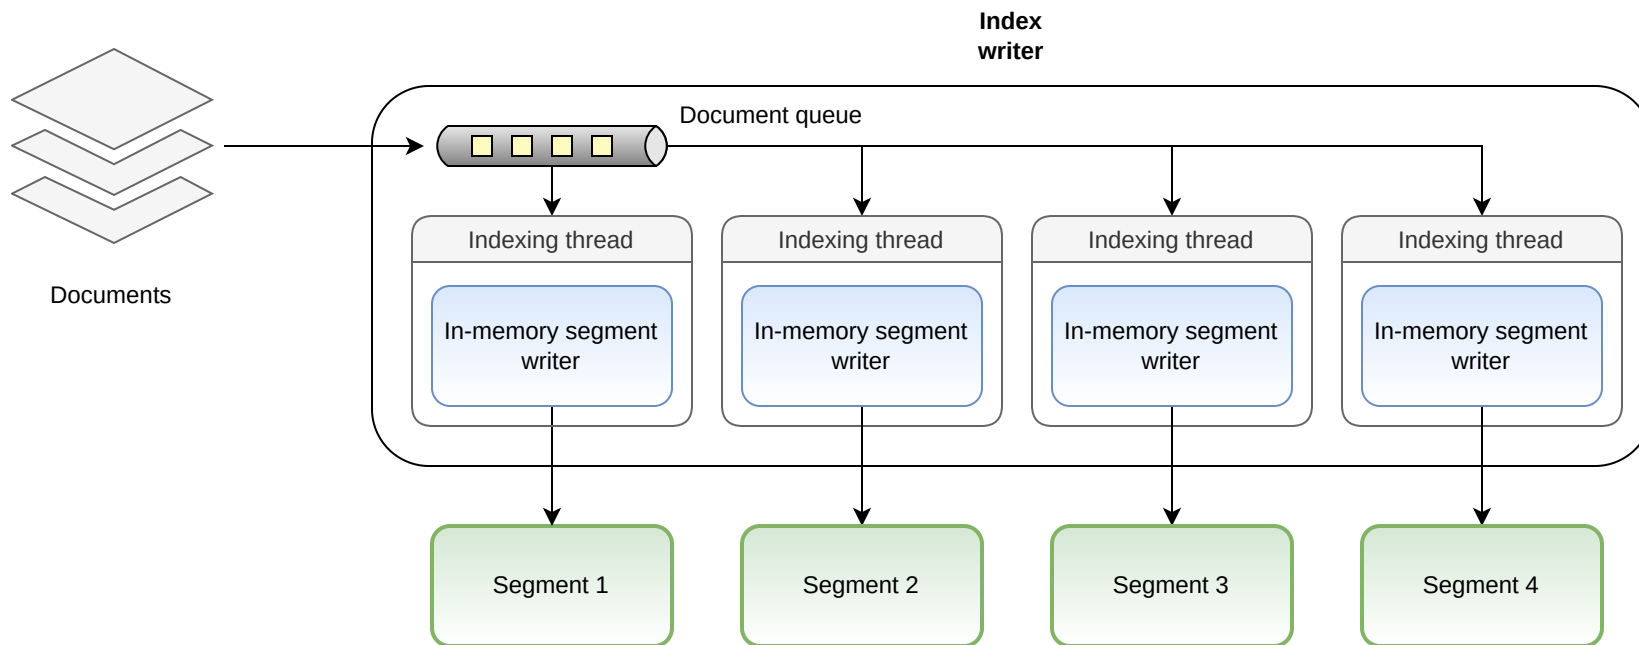 Index
writer
Document queue
Indexing thread
Indexing thread
Indexing thread
Indexing thread
Documents
In-memory segment
writer
In-memory segment
writer
In-memory segment
writer
In-memory segment
writer
Segment 1
Segment 2
Segment 3
Segment 4